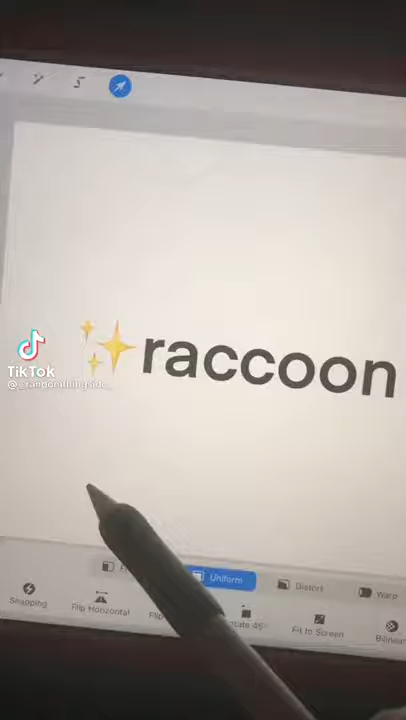 ✨raccoon
TikTok
Uniform
Distort
Warp
Snapping
Flip Horizontal
Fit to Screen